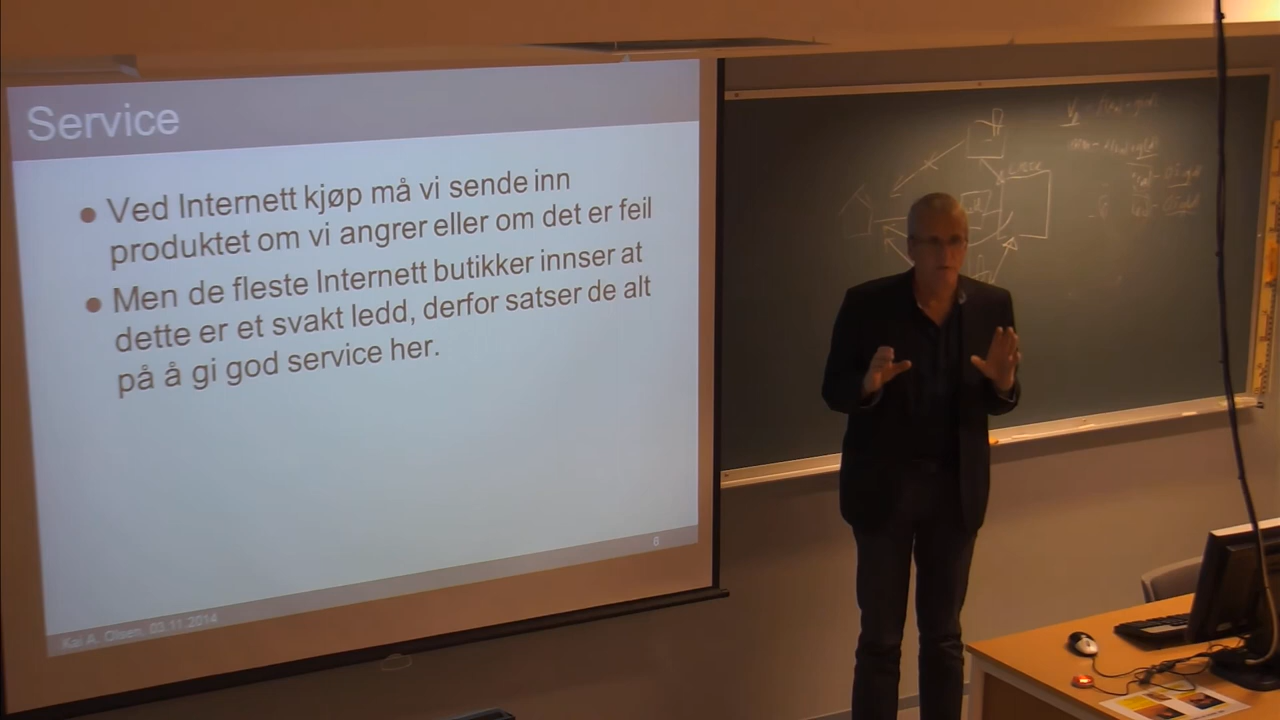 Service
Ved Internett kjøp må vi sende inn
produktet om vi angrer eller om det er feil
Men de fleste Internett butikker innser at
dette er et svakt ledd, derfor satser de alt
på å gi god service her.
6
Kai A. Olsen, 03.11.2014